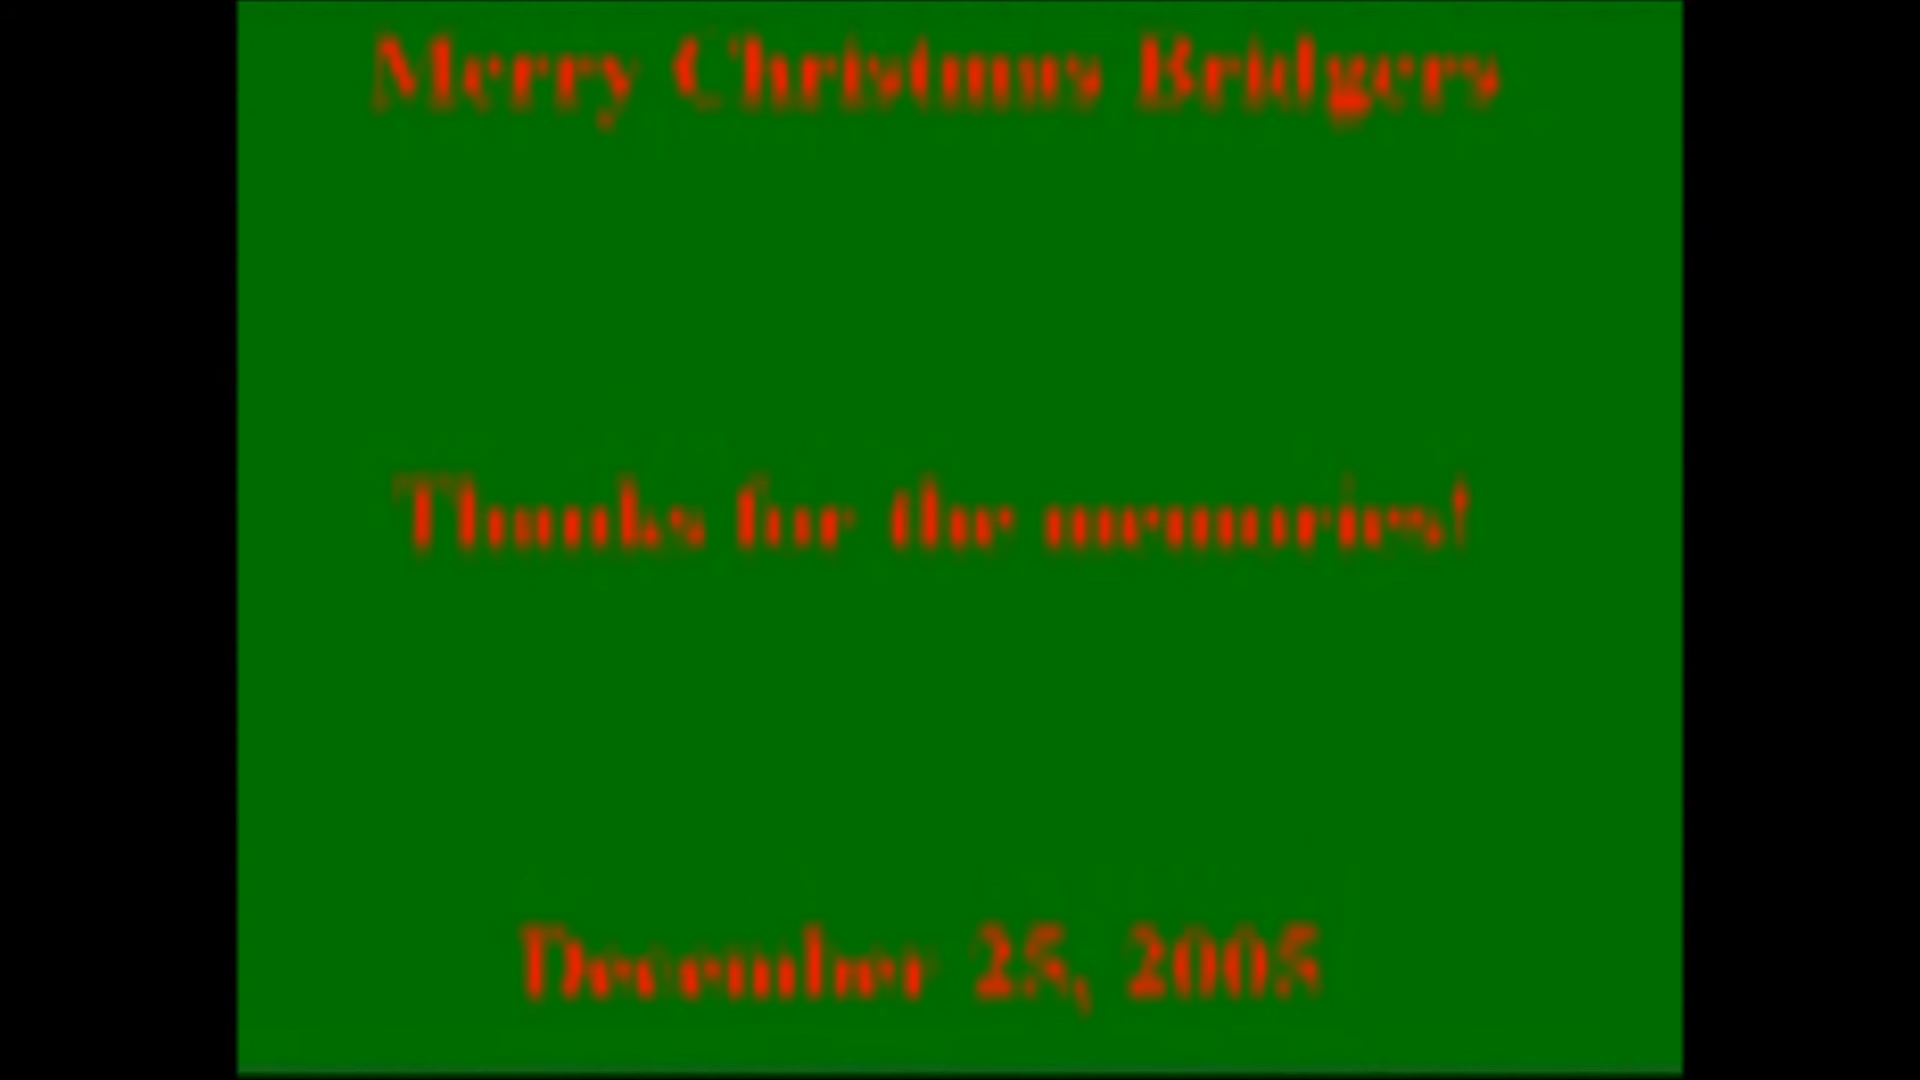 Merry Christmas Bridgers
Thanks for the memories!
December 25, 2005